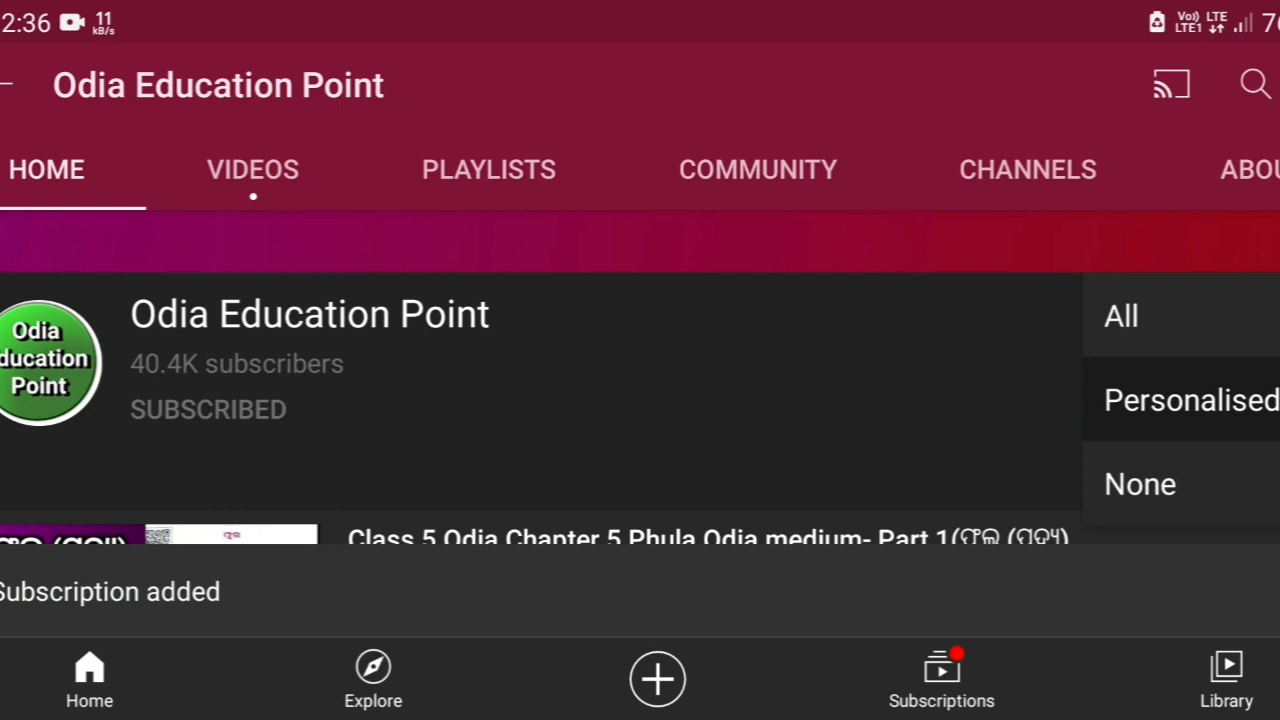 2:36 11 kB/s Vo) LTE1 LTE
Odia Education Point
HOME VIDEOS PLAYLISTS COMMUNITY CHANNELS ABOU
Odia Education Point
40.4K subscribers
SUBSCRIBED
Odia
ducation
Point
All
Personalised
None
Class 5 Odia Chapter 5 Phula Odia medium- Part 1(ଫୁଲ (ପଦ୍ୟ)
Subscription added
Home Explore Subscriptions Library